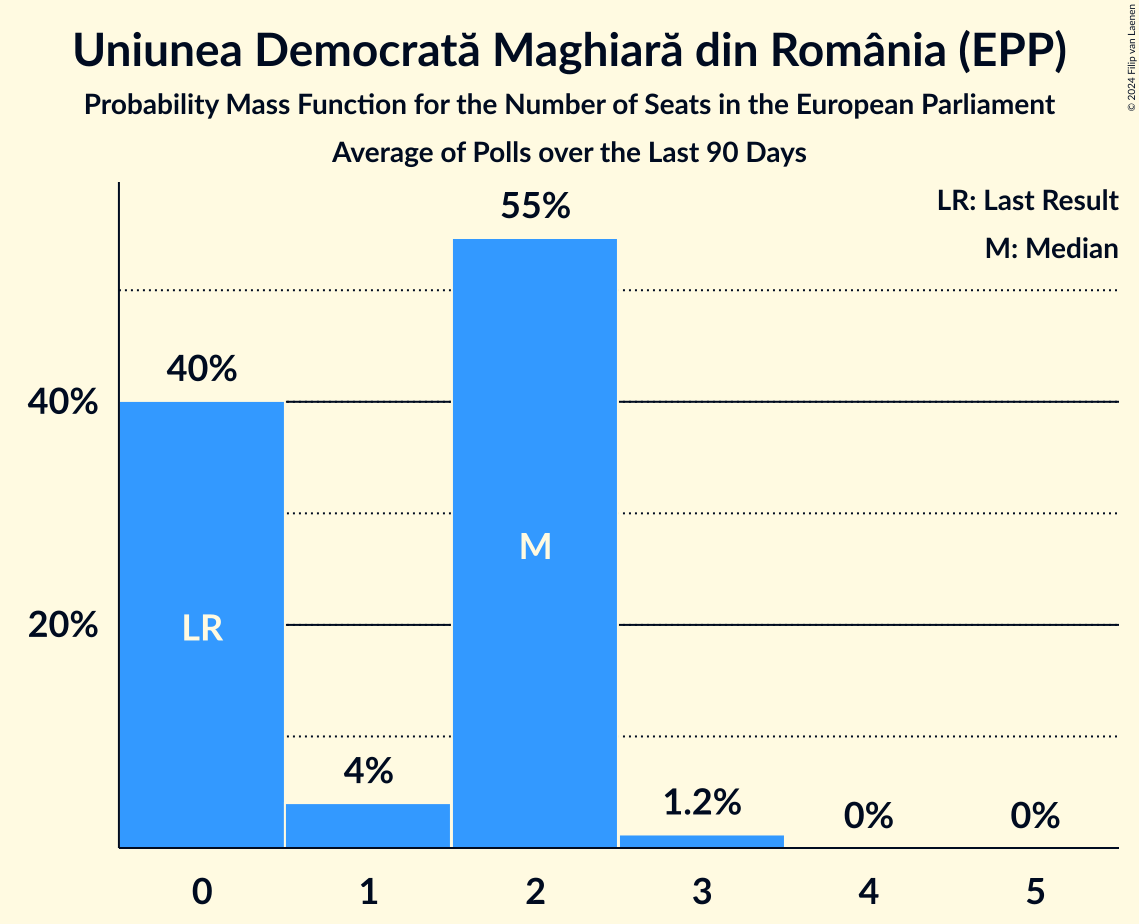 Uniunea Democrată Maghiară din România (EPP)
Probability Mass Function for the Number of Seats in the European Parliament
Average of Polls over the Last 90 Days
© 2024 Filip van Laenen
LR: Last Result
M: Median
55%
40%
40%
M
LR
20%
4%
1.2%
0%
0%
0 1 2 3 4 5